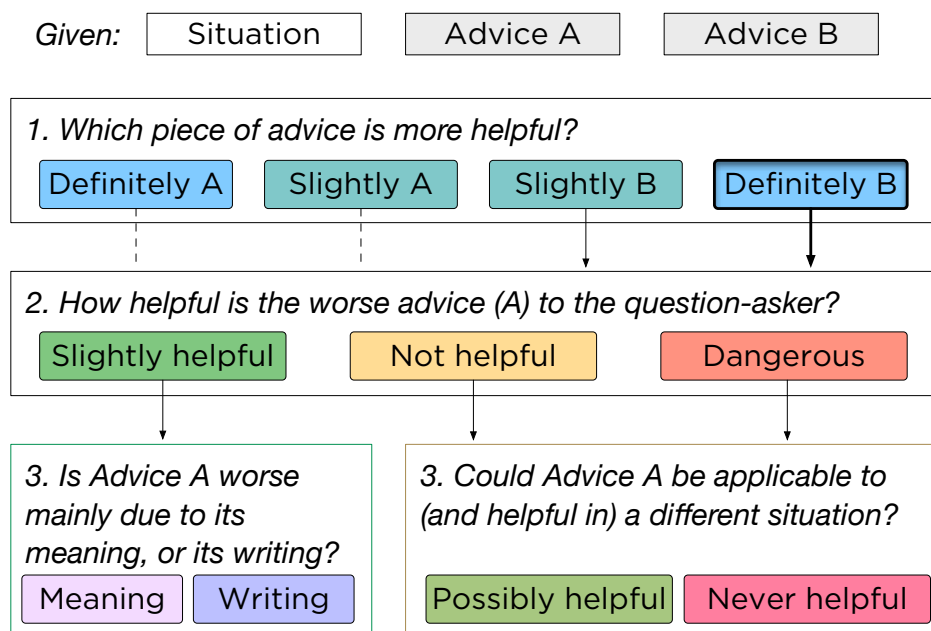 Given: Situation Advice A Advice B
1. Which piece of advice is more helpful?
Definitely A Slightly A Slightly B Definitely B
2. How helpful is the worse advice (A) to the question-asker?
Slightly helpful Not helpful Dangerous
3. Is Advice A worse
mainly due to its
meaning, or its writing?
Meaning Writing
3. Could Advice A be applicable to
(and helpful in) a different situation?
Possibly helpful Never helpful